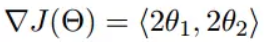 ∇J(Θ) = ⟨2θ₁, 2θ₂⟩